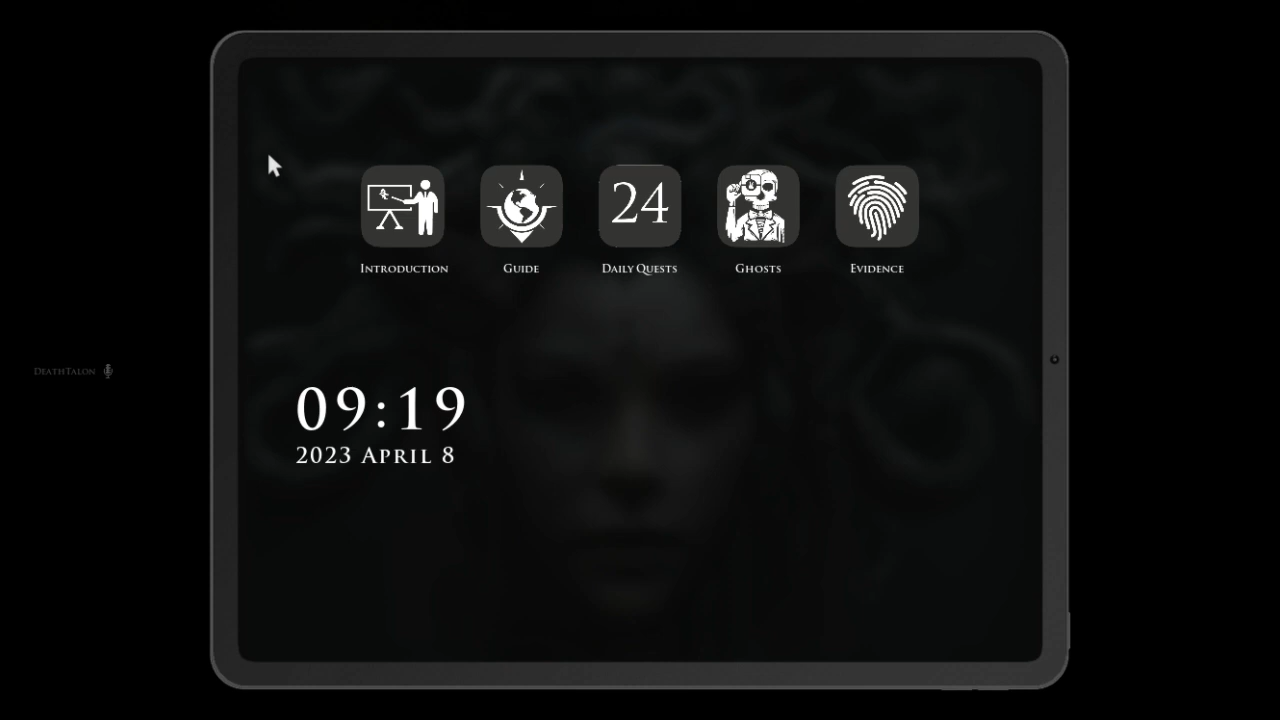 Introduction
Guide
24
Daily Quests
Ghosts
Evidence
DeathTalon
09:19
2023 April 8